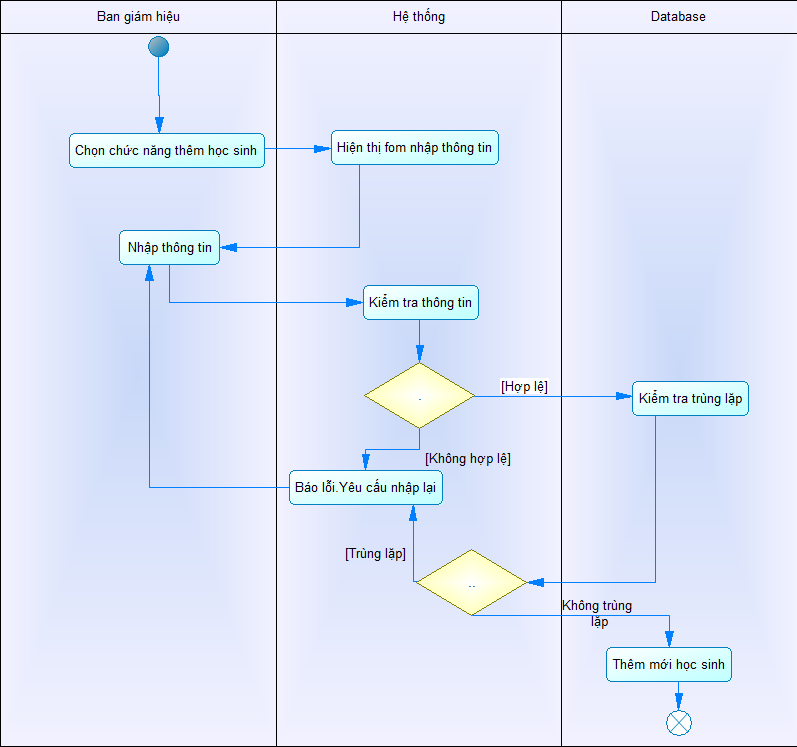 Ban giám hiệu
Hệ thống
Database
Chọn chức năng thêm học sinh
Hiện thị fom nhập thông tin
Nhập thông tin
Kiểm tra thông tin
.
[Hợp lệ]
Kiểm tra trùng lặp
[Không hợp lệ]
Báo lỗi.Yêu cấu nhập lại
[Trùng lặp]
..
Không trùng
lặp
Thêm mới học sinh